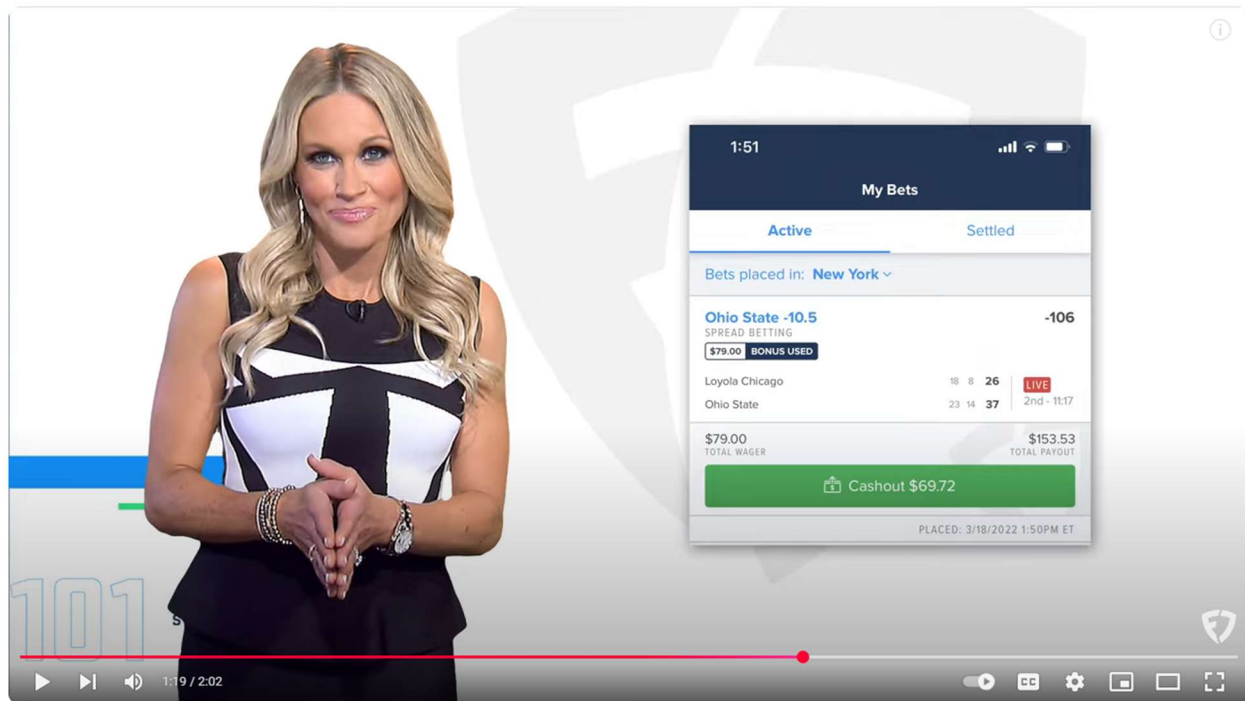 1:51
My Bets
Active Settled
Bets placed in: New York
Ohio State -10.5 -106
SPREAD BETTING
$79.00 BONUS USED
Loyola Chicago 18 8 26 LIVE
Ohio State 23 14 37 2nd - 11:17
$79.00 $153.53
TOTAL WAGER TOTAL PAYOUT
Cashout $69.72
PLACED: 3/18/2022 1:50PM ET
101
S
1:19 / 2:02 CC